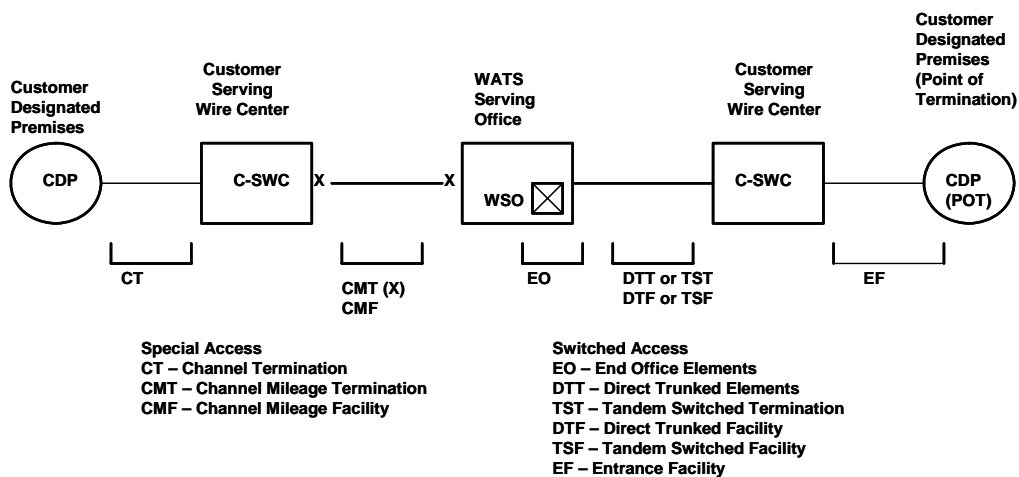 Customer
Designated
Premises
Customer
Serving
Wire Center
WATS
Serving
Office
Customer
Serving
Wire Center
Customer
Designated
Premises
(Point of
Termination)
CDP
C-SWC
X
X
WSO
C-SWC
CDP
(POT)
CT
CMT (X)
CMF
EO
DTT or TST
DTF or TSF
EF
Special Access
CT – Channel Termination
CMT – Channel Mileage Termination
CMF – Channel Mileage Facility
Switched Access
EO – End Office Elements
DTT – Direct Trunked Elements
TST – Tandem Switched Termination
DTF – Direct Trunked Facility
TSF – Tandem Switched Facility
EF – Entrance Facility